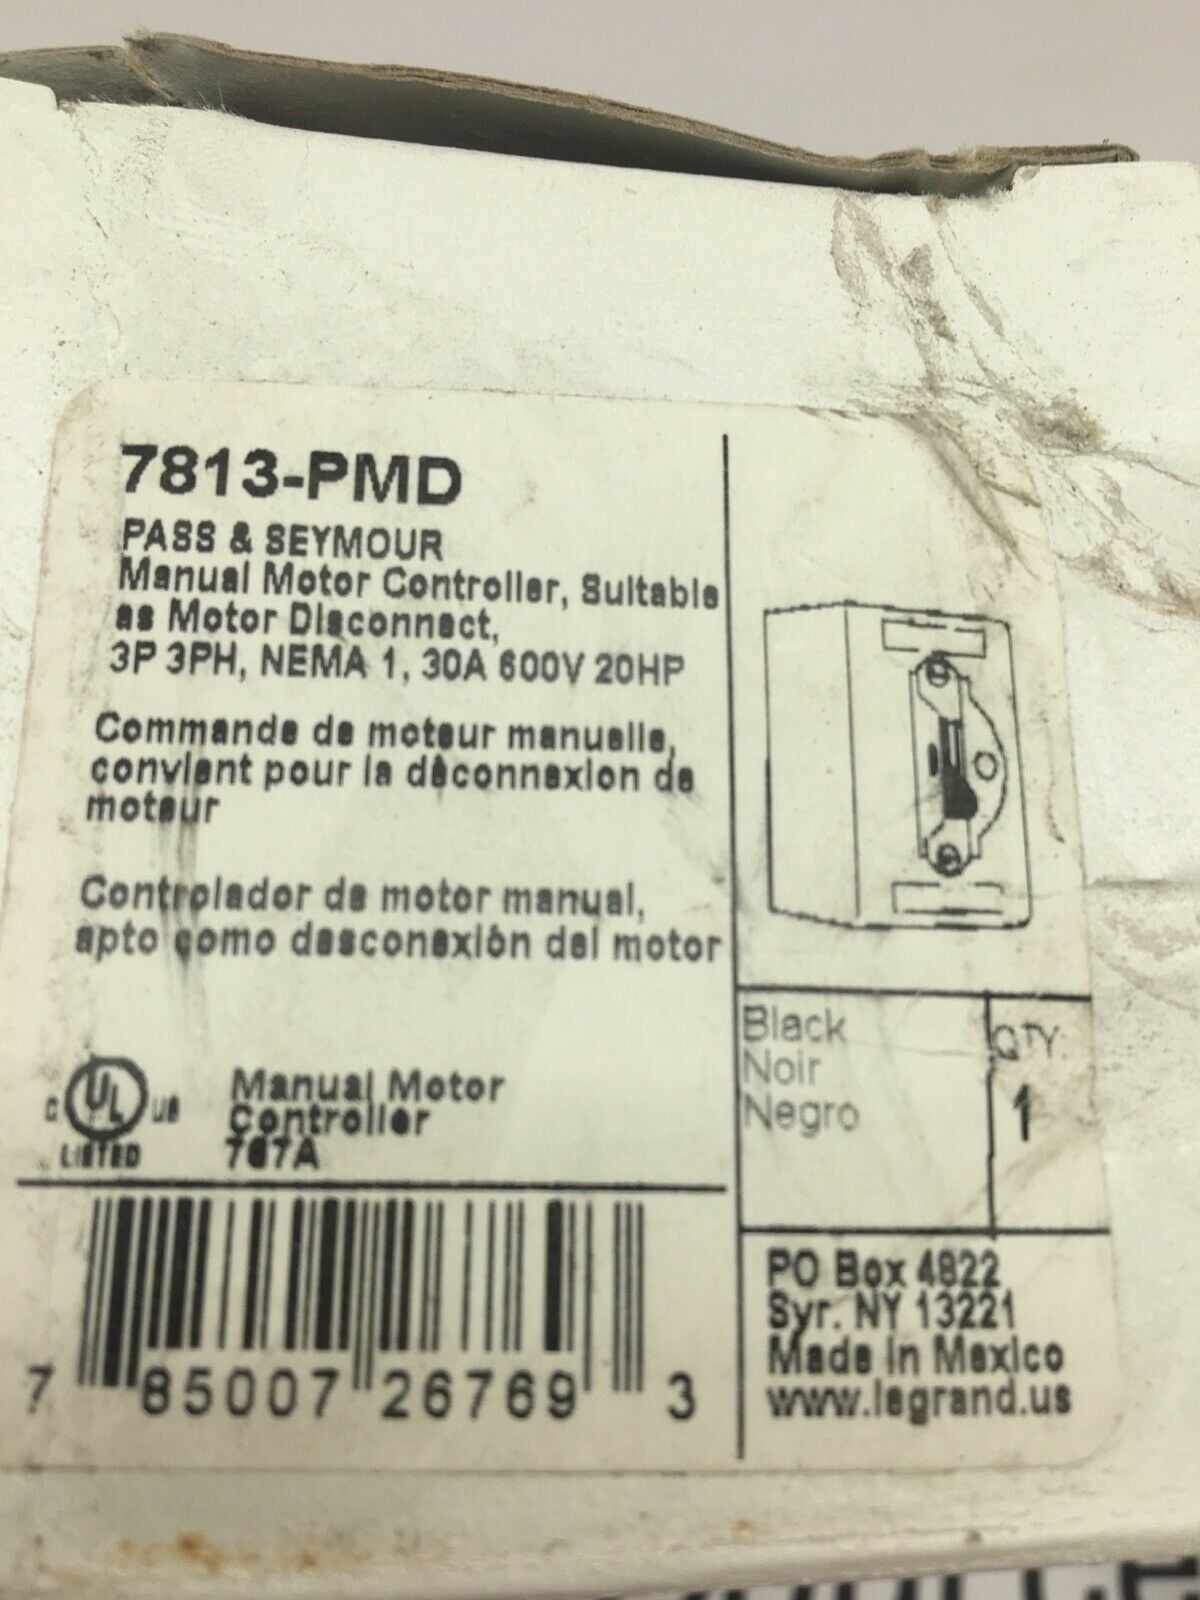 7813-PMD
PASS & SEYMOUR
Manual Motor Controller, Suitable
as Motor Disconnect,
3P 3PH, NEMA 1, 30A 600V 20HP
Commande de moteur manuelle,
convient pour la déconnexion de
moteur
Controlador de motor manual,
apto como desconexión del motor
C UL US
LISTED
Manual Motor
Controller
767A
7 85007 26769 3
Black
Noir
Negro
QTY.
1
PO Box 4822
Syr. NY 13221
Made in Mexico
www.legrand.us